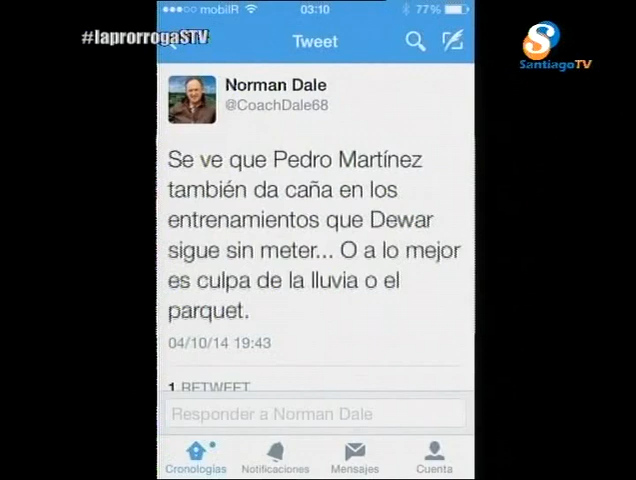 #laprorrogaSTV
SantiagoTV
mobilR 03:10 77%
Tweet
Norman Dale
@CoachDale68
Se ve que Pedro Martínez
también da caña en los
entrenamientos que Dewar
sigue sin meter... O a lo mejor
es culpa de la lluvia o el
parquet.
04/10/14 19:43
1 RETWEET
Responder a Norman Dale
Cronologías Notificaciones Mensajes Cuenta